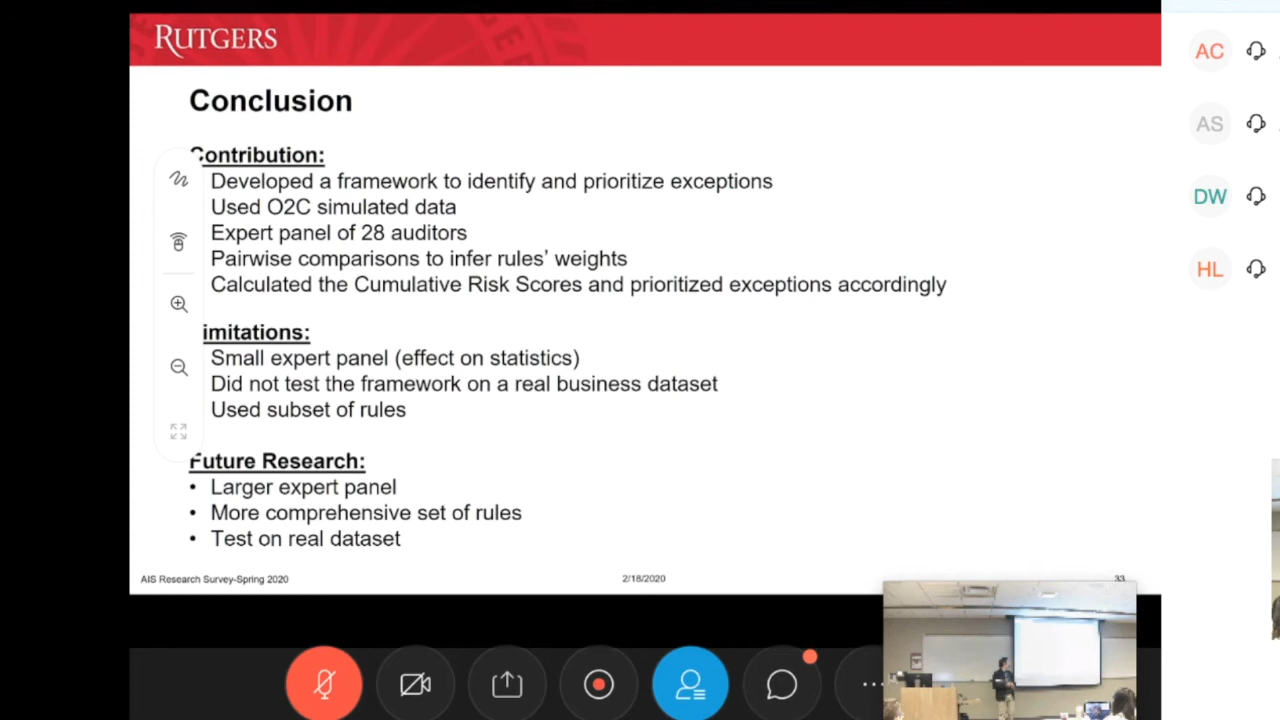 RUTGERS
Conclusion
Contribution:
Developed a framework to identify and prioritize exceptions
Used O2C simulated data
Expert panel of 28 auditors
Pairwise comparisons to infer rules’ weights
Calculated the Cumulative Risk Scores and prioritized exceptions accordingly
imitations:
Small expert panel (effect on statistics)
Did not test the framework on a real business dataset
Used subset of rules
Future Research:
• Larger expert panel
• More comprehensive set of rules
• Test on real dataset
AIS Research Survey-Spring 2020
2/18/2020
33
AC
AS
DW
HL